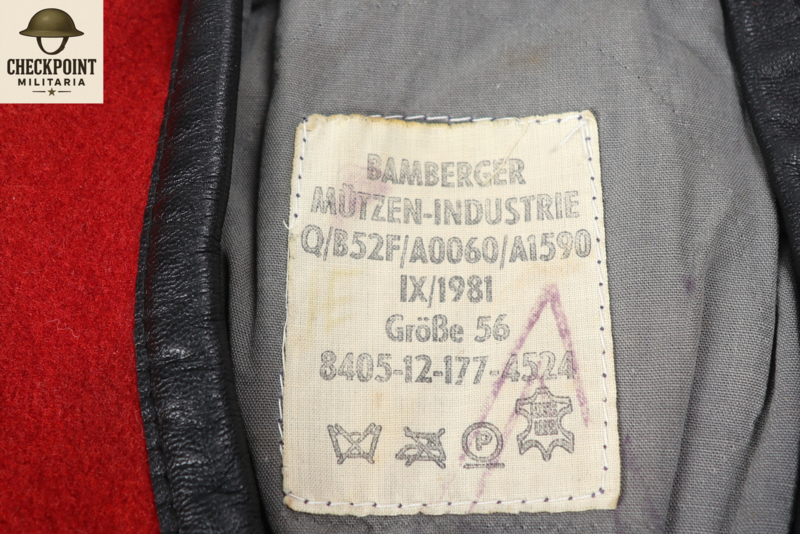 CHECKPOINT
MILITARIA
BAMBERGER
MÜTZEN-INDUSTRIE
Q/B52F/A0060/A1590
IX/1981
Größe 56
8405-12-177-4524
P